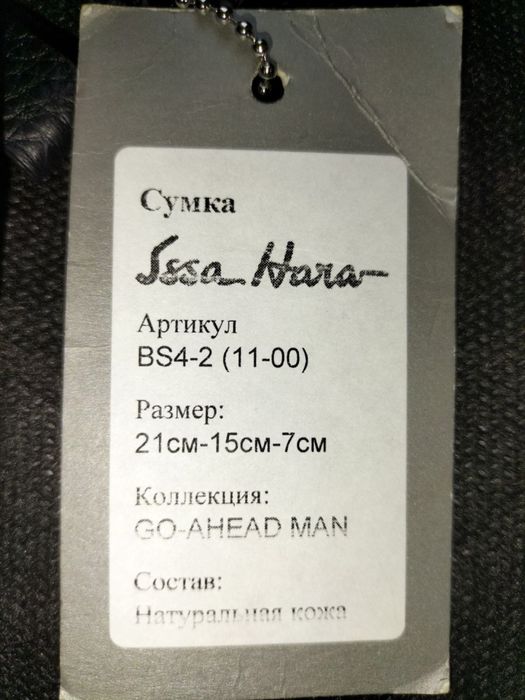 Сумка
Issa Hara
Артикул
BS4-2 (11-00)
Размер:
21см-15см-7см
Коллекция:
GO-AHEAD MAN
Состав:
Натуральная кожа